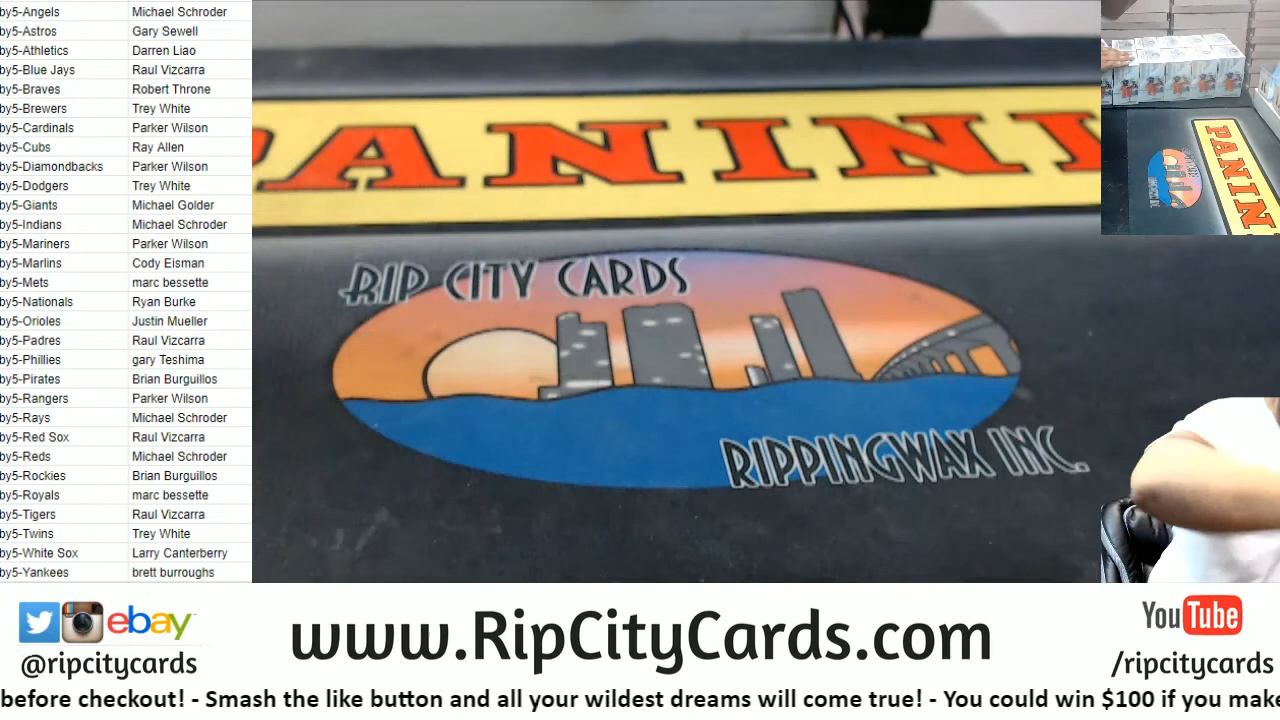 by5-Angels Michael Schroder
by5-Astros Gary Sewell
by5-Athletics Darren Liao
by5-Blue Jays Raul Vizcarra
by5-Braves Robert Throne
by5-Brewers Trey White
by5-Cardinals Parker Wilson
by5-Cubs Ray Allen
by5-Diamondbacks Parker Wilson
by5-Dodgers Trey White
by5-Giants Michael Golder
by5-Indians Michael Schroder
by5-Mariners Parker Wilson
by5-Marlins Cody Eisman
by5-Mets marc bessette
by5-Nationals Ryan Burke
by5-Orioles Justin Mueller
by5-Padres Raul Vizcarra
by5-Phillies gary Teshima
by5-Pirates Brian Burguillos
by5-Rangers Parker Wilson
by5-Rays Michael Schroder
by5-Red Sox Raul Vizcarra
by5-Reds Michael Schroder
by5-Rockies Brian Burguillos
by5-Royals marc bessette
by5-Tigers Raul Vizcarra
by5-Twins Trey White
by5-White Sox Larry Canterberry
by5-Yankees brett burroughs
PANINI
RIP CITY CARDS
RIPPINGWAX INC.
PANINI
ebay
@ripcitycards
www.RipCityCards.com
YouTube
/ripcitycards
before checkout! - Smash the like button and all your wildest dreams will come true! - You could win $100 if you make